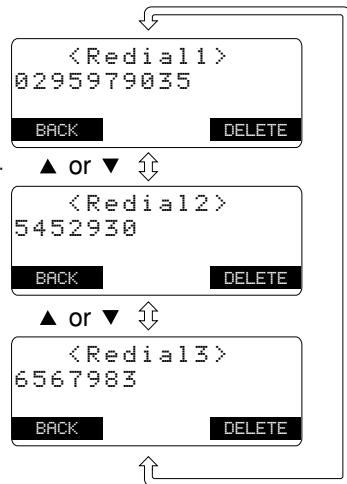 <Redial1>
0295979035
BACK DELETE
▲ or ▼
<Redial2>
5452930
BACK DELETE
▲ or ▼
<Redial3>
6567983
BACK DELETE